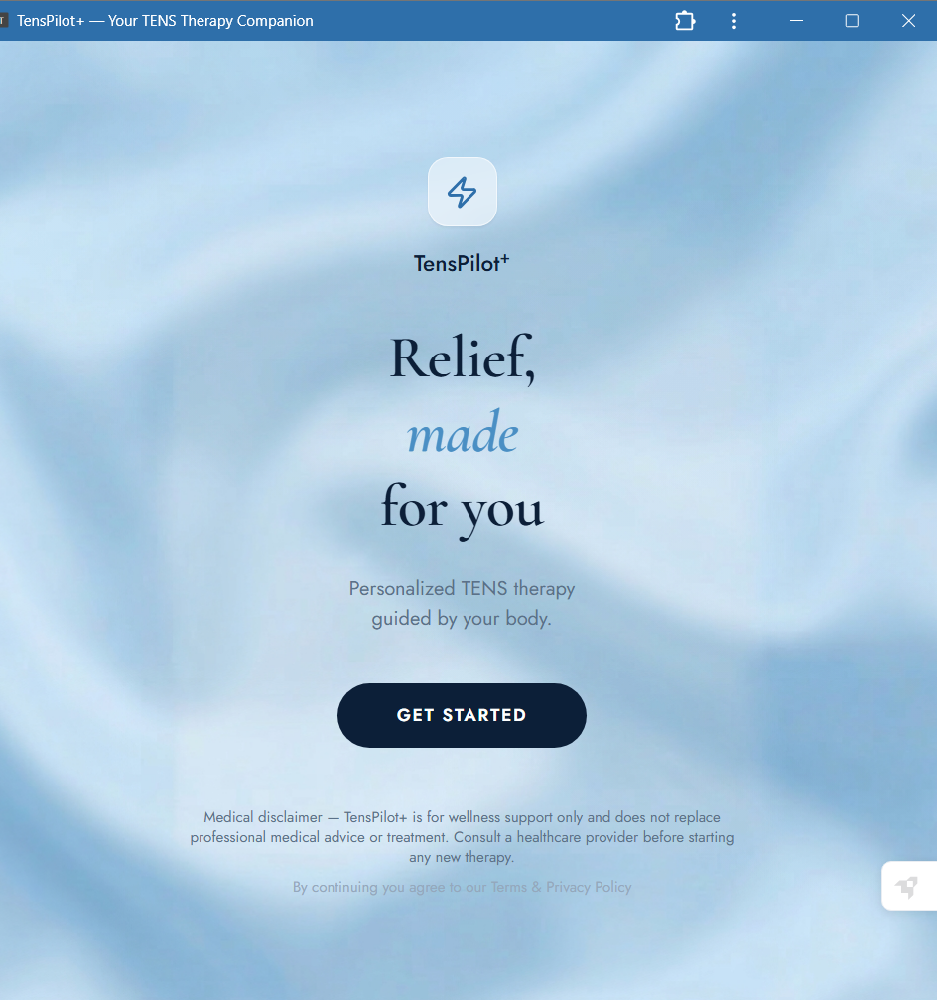 TensPilot+ — Your TENS Therapy Companion
TensPilot+
Relief,
made
for you
Personalized TENS therapy
guided by your body.
GET STARTED
Medical disclaimer — TensPilot+ is for wellness support only and does not replace
professional medical advice or treatment. Consult a healthcare provider before starting
any new therapy.
By continuing you agree to our Terms & Privacy Policy